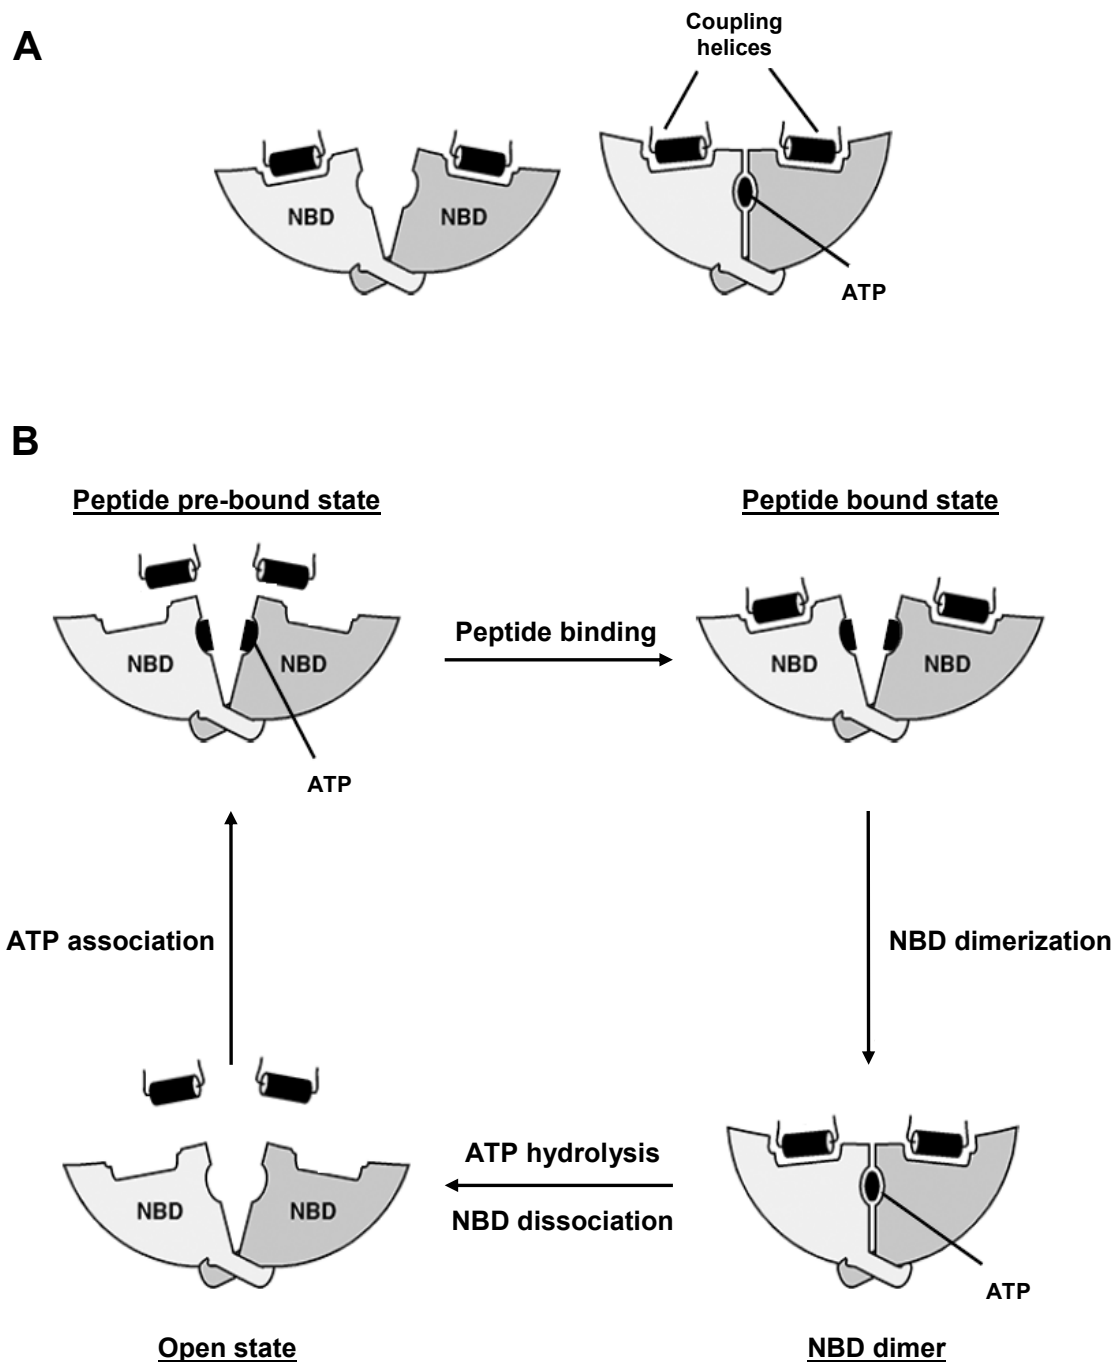 A
Coupling
helices
NBD
NBD
ATP
B
Peptide pre-bound state
Peptide bound state
NBD
NBD
ATP
Peptide binding
NBD
NBD
ATP association
NBD dimerization
NBD
NBD
ATP hydrolysis
NBD dissociation
ATP
Open state
NBD dimer